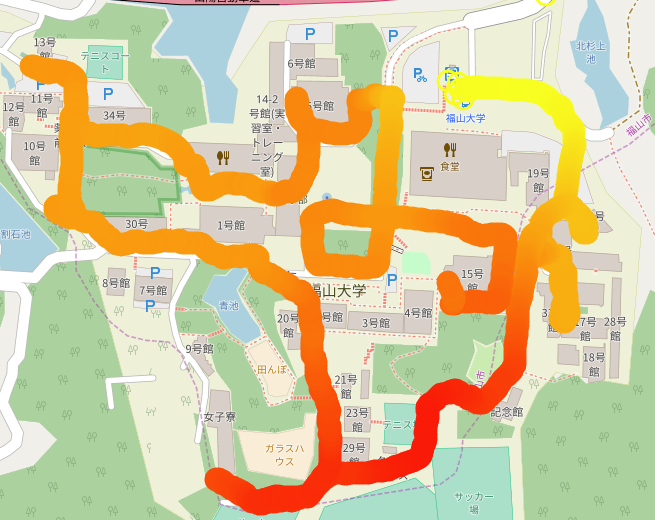 13号
館
テニスコー
ト
P
P
6号館
P
P
北杉上
池
12号
館
11号
館
P
34号
14-2
号館(実
習室・
トレー
ニング
室)
号館
福山大学
福山市
10号
館
食堂
19号
館
割石池
30号
1号館
号
福山大学
15号
館
P
P
8号館
7号館
P
青池
20号
館
号館
3号館
4号館
17号
館
28号
館
18号
館
9号館
田んぼ
21号
館
記念館
女子寮
23号
館
テニス
ガラスハ
ウス
29号
館
サッカー
場